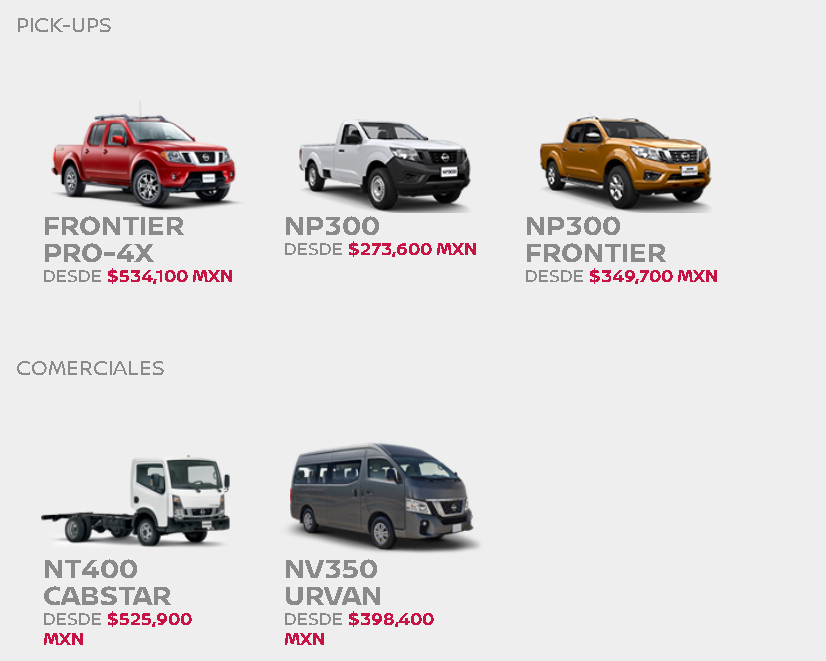 PICK-UPS
FRONTIER
PRO-4X
DESDE $534,100 MXN
NP300
DESDE $273,600 MXN
NP300
FRONTIER
DESDE $349,700 MXN
COMERCIALES
NT400
CABSTAR
DESDE $525,900
MXN
NV350
URVAN
DESDE $398,400
MXN